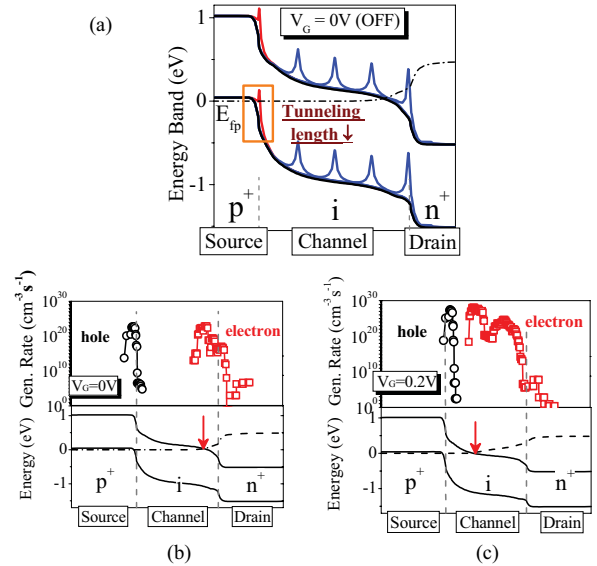 (a)
V_G = 0V (OFF)
Energy Band (eV)
1
0
-1
E_fp
Tunneling
length ↓
p+ i n+
Source Channel Drain
Gen. Rate (cm^-3 s^-1)
10^30
10^20
10^10
10^0
hole
electron
V_G=0V
Energy (eV)
1
0
-1
p+ i n+
Source Channel Drain
(b)
Gen. Rate (cm^-3 s^-1)
10^30
10^20
10^10
10^0
hole
electron
V_G=0.2V
Energey (eV)
1
0
-1
p+ i n+
Source Channel Drain
(c)